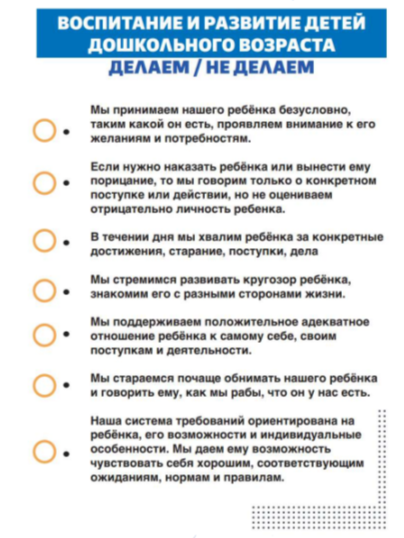 ВОСПИТАНИЕ И РАЗВИТИЕ ДЕТЕЙ
ДОШКОЛЬНОГО ВОЗРАСТА
ДЕЛАЕМ / НЕ ДЕЛАЕМ
Мы принимаем нашего ребёнка безусловно,
таким какой он есть, проявляем внимание к его
желаниям и потребностям.
Если нужно наказать ребёнка или вынести ему
порицание, то мы говорим только о конкретном
поступке или действии, но не оцениваем
отрицательно личность ребенка.
В течении дня мы хвалим ребёнка за конкретные
достижения, старание, поступки, дела
Мы стремимся развивать кругозор ребёнка,
знакомим его с разными сторонами жизни.
Мы поддерживаем положительное адекватное
отношение ребёнка к самому себе, своим
поступкам и деятельности.
Мы стараемся почаще обнимать нашего ребёнка
и говорить ему, как мы рабы, что он у нас есть.
Наша система требований ориентирована на
ребёнка, его возможности и индивидуальные
особенности. Мы даем ему возможность
чувствовать себя хорошим, соответствующим
ожиданиям, нормам и правилам.